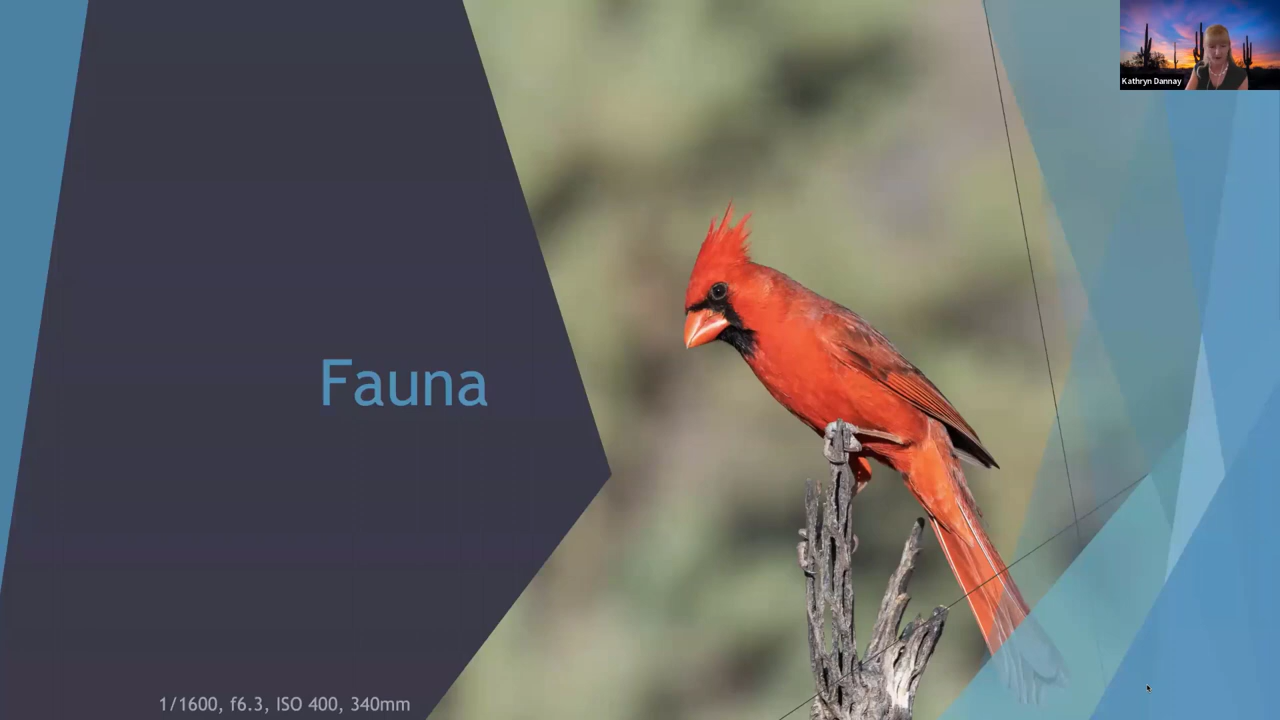 Kathryn Dannay
Fauna
1/1600, f6.3, ISO 400, 340mm